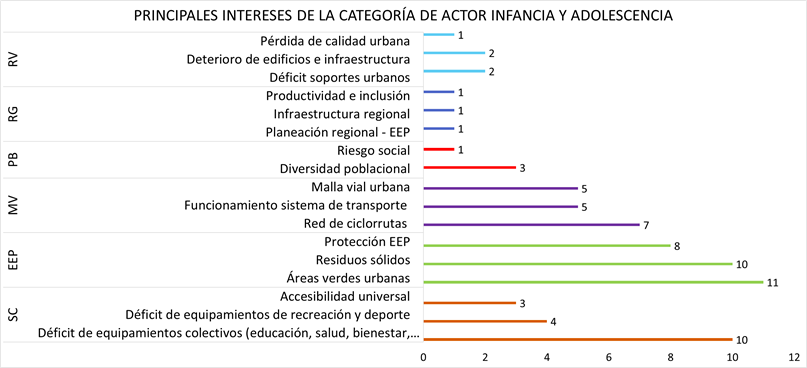 PRINCIPALES INTERESES DE LA CATEGORÍA DE ACTOR INFANCIA Y ADOLESCENCIA
RV
Pérdida de calidad urbana 1
Deterioro de edificios e infraestructura 2
Déficit soportes urbanos 2
RG
Productividad e inclusión 1
Infraestructura regional 1
Planeación regional - EEP 1
PB
Riesgo social 1
Diversidad poblacional 3
MV
Malla vial urbana 5
Funcionamiento sistema de transporte 5
Red de ciclorrutas 7
EEP
Protección EEP 8
Residuos sólidos 10
Áreas verdes urbanas 11
SC
Accesibilidad universal 3
Déficit de equipamientos de recreación y deporte 4
Déficit de equipamientos colectivos (educación, salud, bienestar,... 10
0 2 4 6 8 10 12